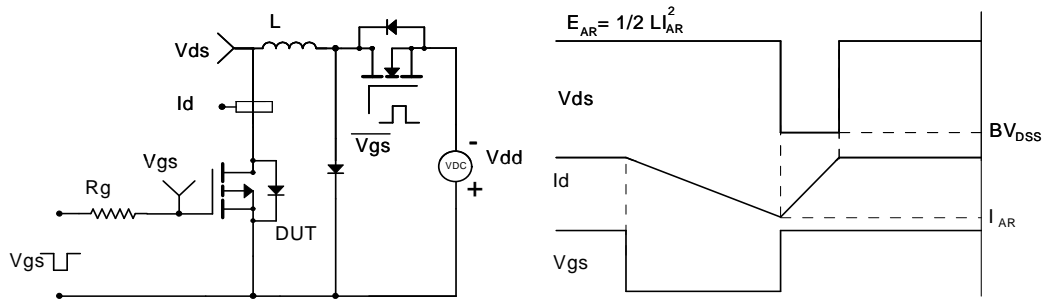 L
Vds
Id
Vgs
Rg
Vgs
DUT
Vgs
VDC
Vdd
-
+
E_AR= 1/2 LI_AR^2
Vds
BV_DSS
Id
I_AR
Vgs